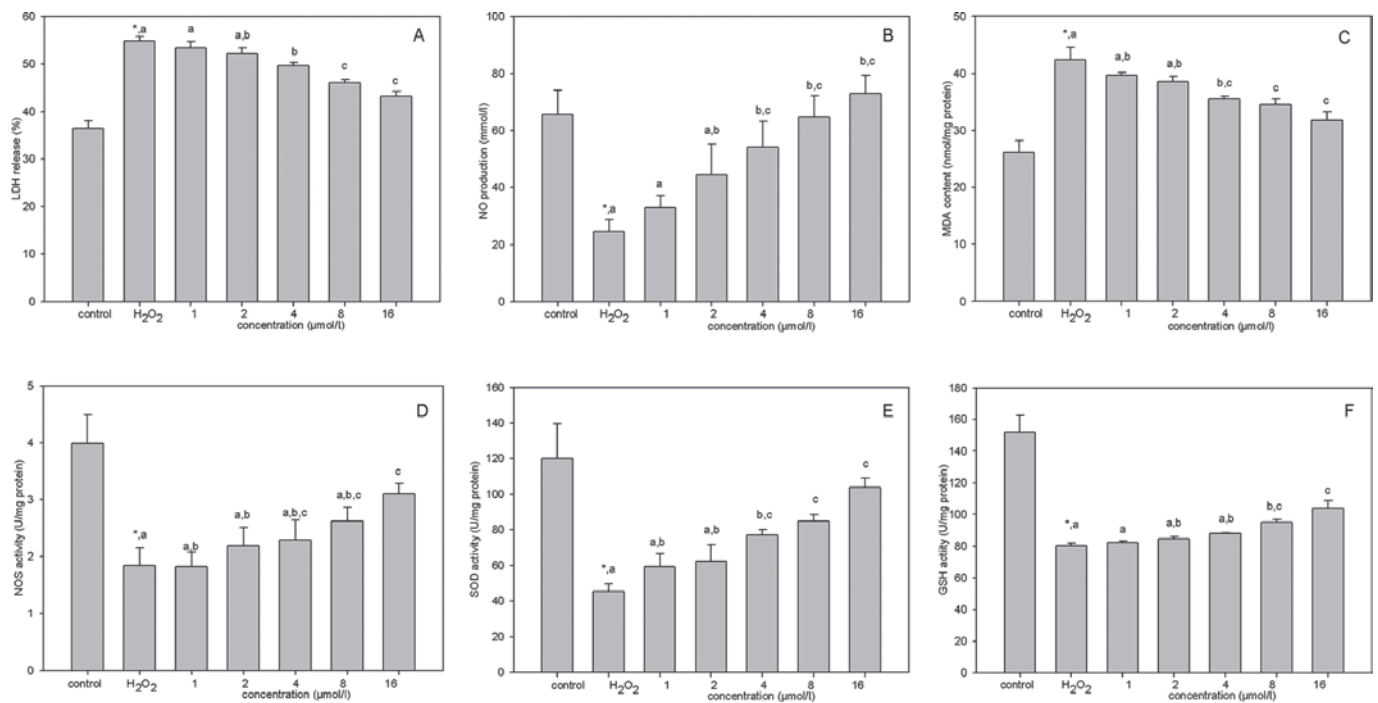 A
LDH release (%)
60
50
40
30
20
10
0
*,a
a
a,b
b
c
c
control
H₂O₂
1
2
4
8
16
concentration (µmol/l)
B
NO production (mmol/l)
100
80
60
40
20
0
*,a
a
a,b
b,c
b,c
b,c
control
H₂O₂
1
2
4
8
16
concentration (µmol/l)
C
MDA content (nmol/mg protein)
50
40
30
20
10
0
*,a
a,b
a,b
b,c
c
c
control
H₂O₂
1
2
4
8
16
concentration (µmol/l)
D
NOS activity (U/mg protein)
5
4
3
2
1
0
*,a
a,b
a,b
a,b,c
a,b,c
c
control
H₂O₂
1
2
4
8
16
concentration (µmol/l)
E
SOD activity (U/mg protein)
160
140
120
100
80
60
40
20
0
*,a
a,b
a,b
b,c
c
c
control
H₂O₂
1
2
4
8
16
concentration (µmol/l)
F
GSH actiity (U/mg protein)
180
160
140
120
100
80
60
40
20
0
*,a
a
a,b
a,b
b,c
c
control
H₂O₂
1
2
4
8
16
concentration (µmol/l)